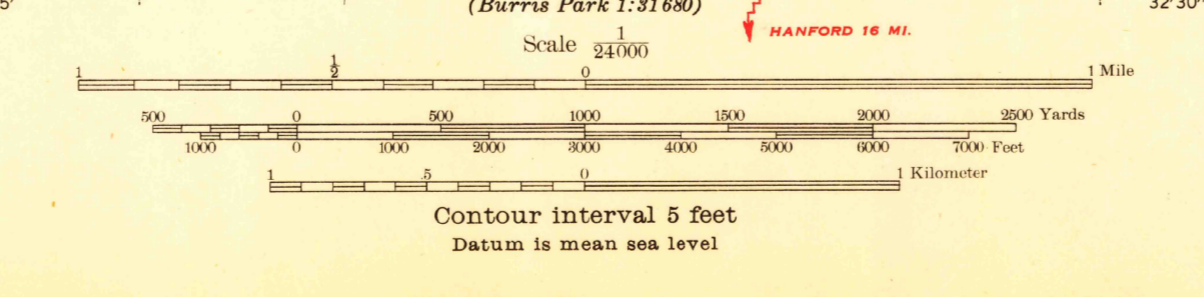 5'
(Burris Park 1:31680)
32'30"
HANFORD 16 MI.
Scale 1/24000
1 1/2 0 1 Mile
500 0 500 1000 1500 2000 2500 Yards
1000 0 1000 2000 3000 4000 5000 6000 7000 Feet
1 .5 0 1 Kilometer
Contour interval 5 feet
Datum is mean sea level